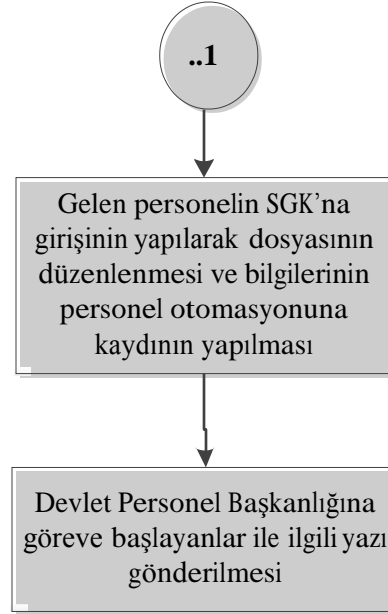 ..1
Gelen personelin SGK'na
girişinin yapılarak dosyasının
düzenlenmesi ve bilgilerinin
personel otomasyonuna
kaydının yapılması
Devlet Personel Başkanlığına
göreve başlayanlar ile ilgili yazı
gönderilmesi